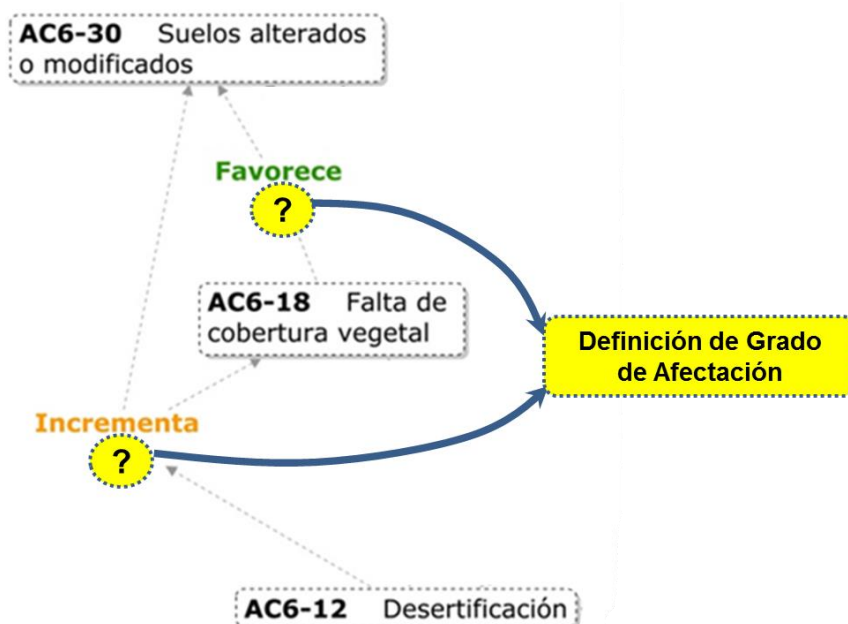 AC6-30 Suelos alterados
o modificados
Favorece
?
AC6-18 Falta de
cobertura vegetal
Definición de Grado
de Afectación
Incrementa
?
AC6-12 Desertificación